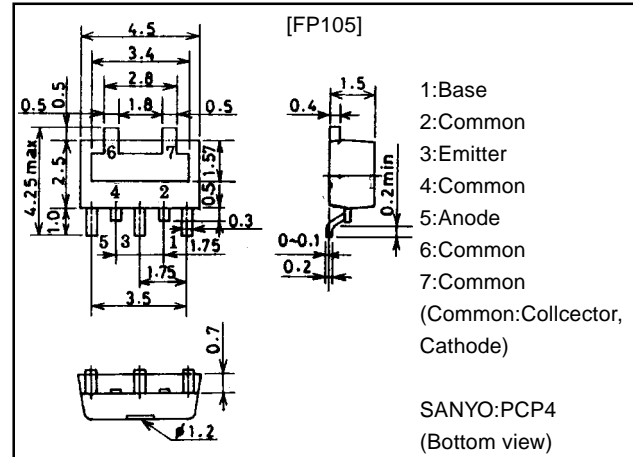 [FP105]
4.5
3.4
2.8
0.5
0.5
1.8
0.5
6
7
4.25max
2.5
1.57
0.5
4
2
1.0
0.3
5
3
1
1.75
1.75
3.5
1.5
0.4
0.2min
0~0.1
0.2
0.7
ø1.2
1:Base
2:Common
3:Emitter
4:Common
5:Anode
6:Common
7:Common
(Common:Collcector,
Cathode)
SANYO:PCP4
(Bottom view)